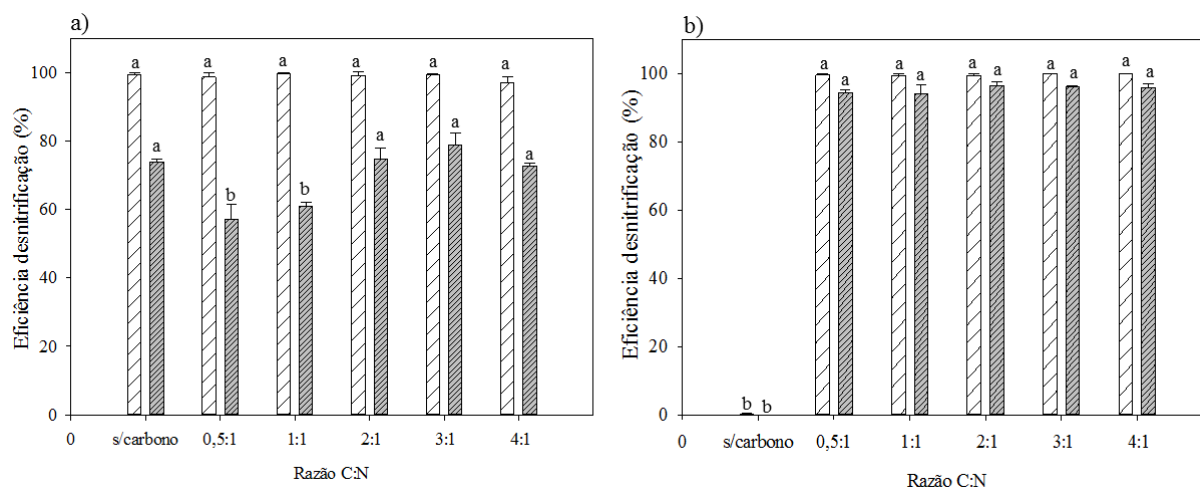 a)
Eficiência desnitrificação (%)
100
80
60
40
20
0
a a a a a a
a b b a a a
0 s/carbono 0,5:1 1:1 2:1 3:1 4:1
Razão C:N
b)
Eficiência desnitrificação (%)
100
80
60
40
20
0
b b a a a a a a a a a a
0 s/carbono 0,5:1 1:1 2:1 3:1 4:1
Razão C:N